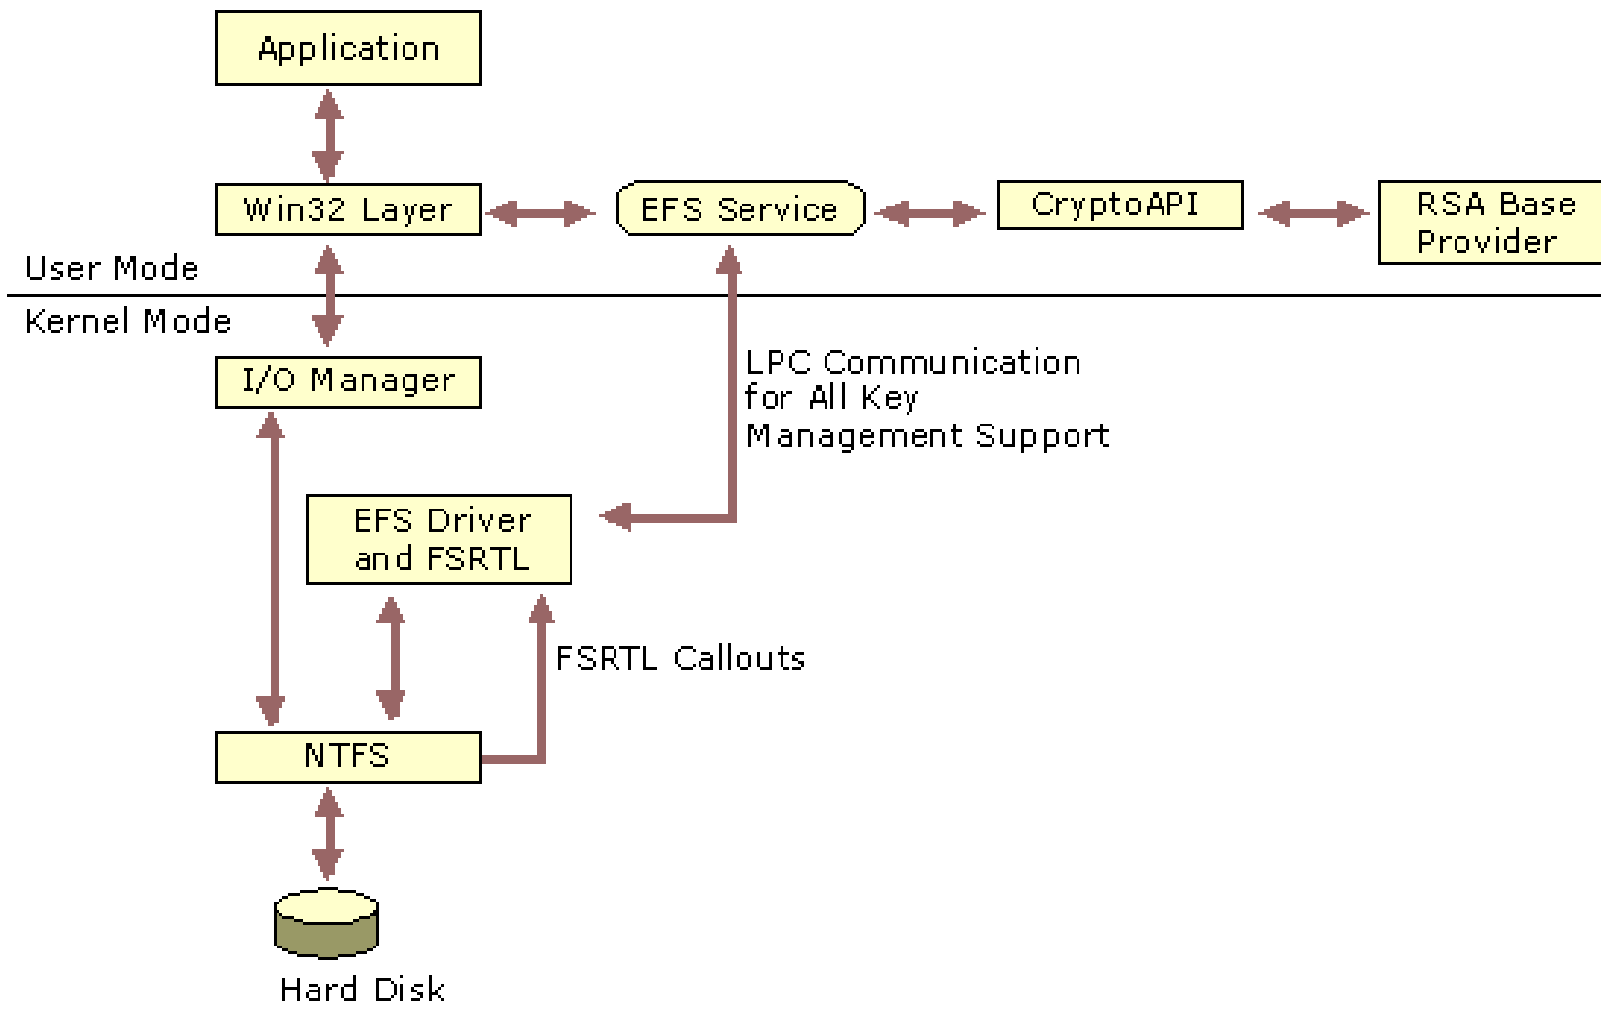 Application
Win32 Layer
EFS Service
CryptoAPI
RSA Base
Provider
User Mode
Kernel Mode
I/O Manager
LPC Communication
for All Key
Management Support
EFS Driver
and FSRTL
FSRTL Callouts
NTFS
Hard Disk